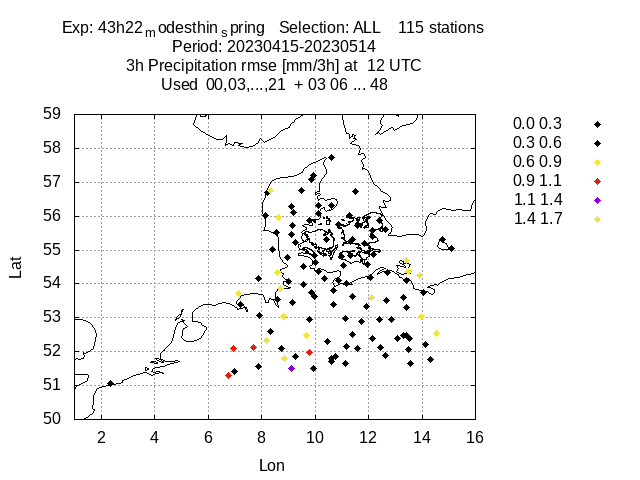 Exp: 43h22modesthinspring   Selection: ALL    115 stations
Period: 20230415-20230514
3h Precipitation rmse [mm/3h] at  12 UTC
Used  00,03,...,21  + 03 06 ... 48
59
58
57
56
55
54
53
52
51
50
Lat
2 4 6 8 10 12 14 16
Lon
0.0 0.3
0.3 0.6
0.6 0.9
0.9 1.1
1.1 1.4
1.4 1.7